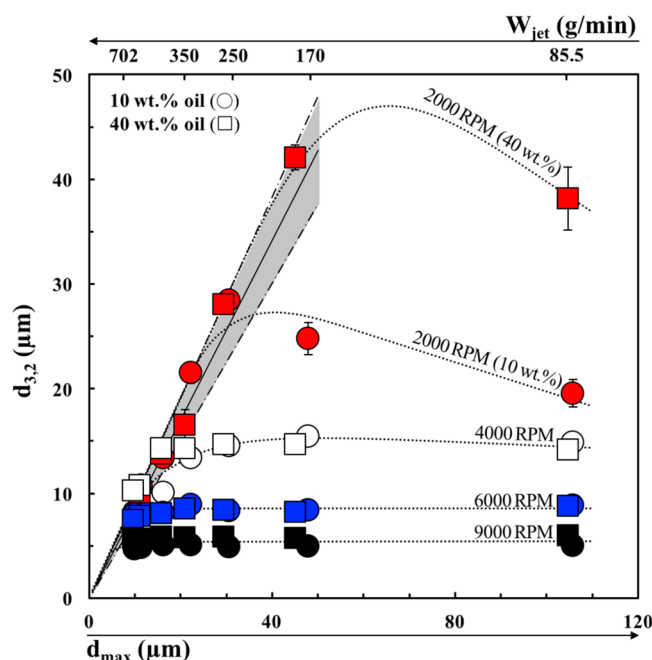 W_jet (g/min)
702 350 250 170 85.5
50
10 wt.% oil (○)
40 wt.% oil (□)
2000 RPM (40 wt.%)
40
30
d_3,2 (µm)
2000 RPM (10 wt.%)
20
4000 RPM
10
6000 RPM
9000 RPM
0
0 40 80 120
d_max (µm)